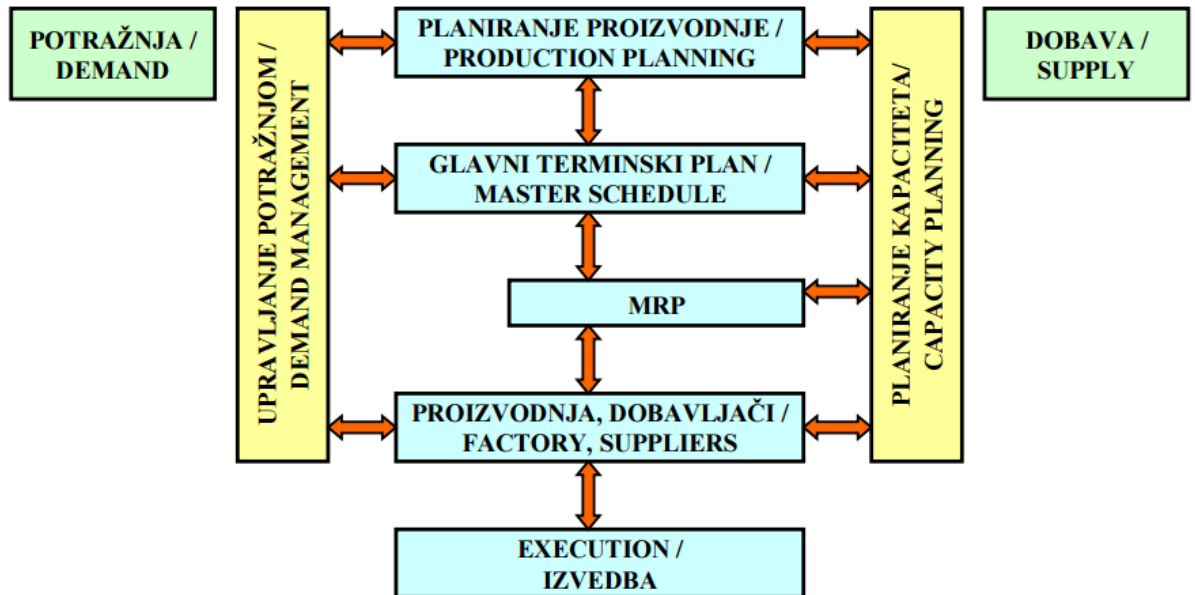 POTRAŽNJA /
DEMAND
UPRAVLJANJE POTRAŽNJOM /
DEMAND MANAGEMENT
PLANIRANJE PROIZVODNJE /
PRODUCTION PLANNING
GLAVNI TERMINSKI PLAN /
MASTER SCHEDULE
MRP
PROIZVODNJA, DOBAVLJAČI /
FACTORY, SUPPLIERS
EXECUTION /
IZVEDBA
PLANIRANJE KAPACITETA/
CAPACITY PLANNING
DOBAVA /
SUPPLY